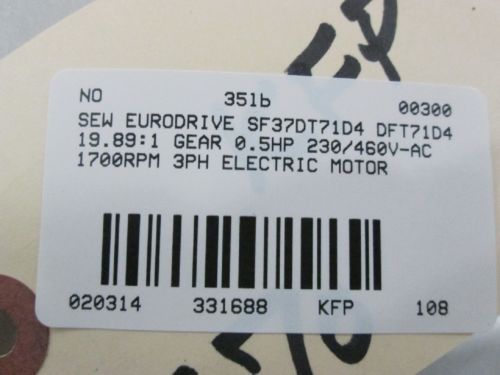 NO 35lb 00300
SEW EURODRIVE SF37DT71D4 DFT71D4
19.89:1 GEAR 0.5HP 230/460V-AC
1700RPM 3PH ELECTRIC MOTOR
020314 331688 KFP 108